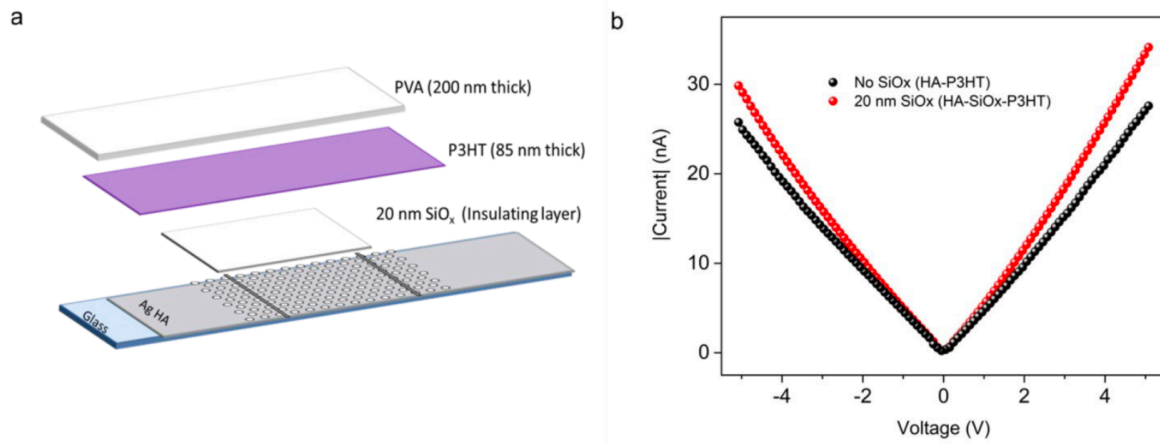 a
PVA (200 nm thick)
P3HT (85 nm thick)
20 nm SiOₓ (Insulating layer)
Ag HA
Glass
b
|Current| (nA)
30
20
10
0
No SiOx (HA-P3HT)
20 nm SiOx (HA-SiOx-P3HT)
-4
-2
0
2
4
Voltage (V)